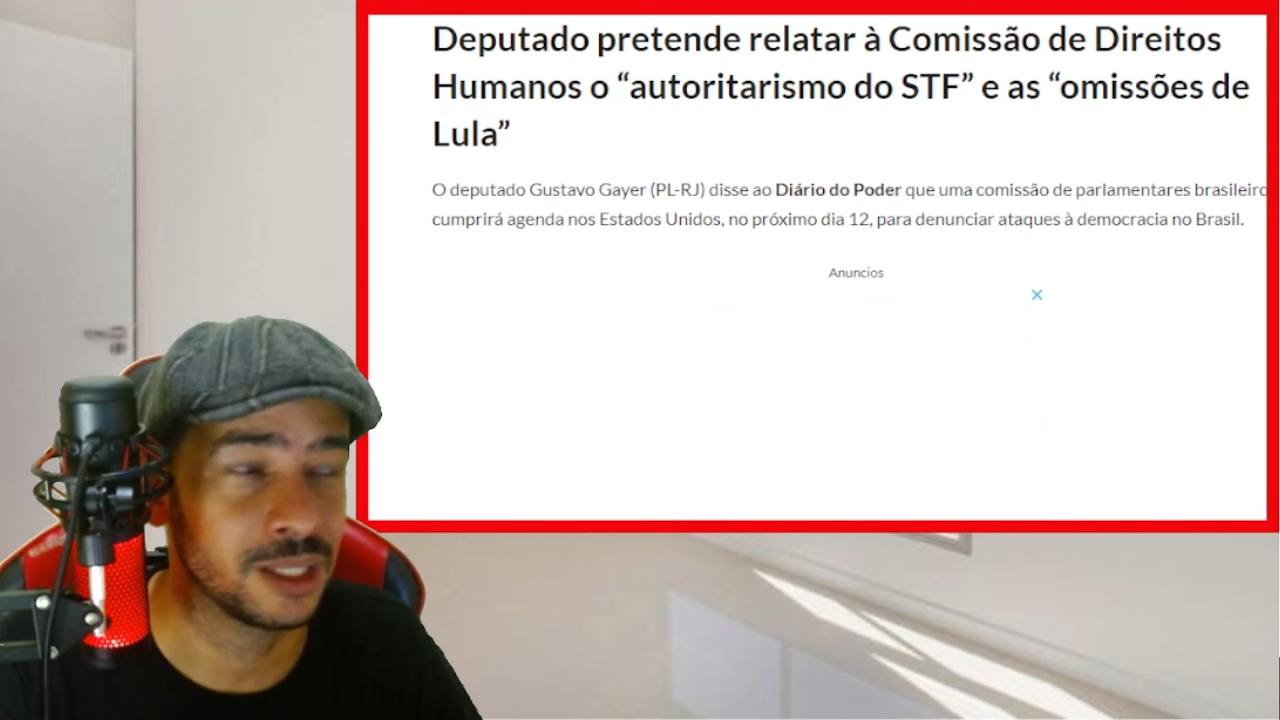 Deputado pretende relatar à Comissão de Direitos
Humanos o “autoritarismo do STF” e as “omissões de
Lula”
O deputado Gustavo Gayer (PL-RJ) disse ao Diário do Poder que uma comissão de parlamentares
cumprirá agenda nos Estados Unidos, no próximo dia 12, para denunciar ataques à democracia no Brasil.
Anuncios